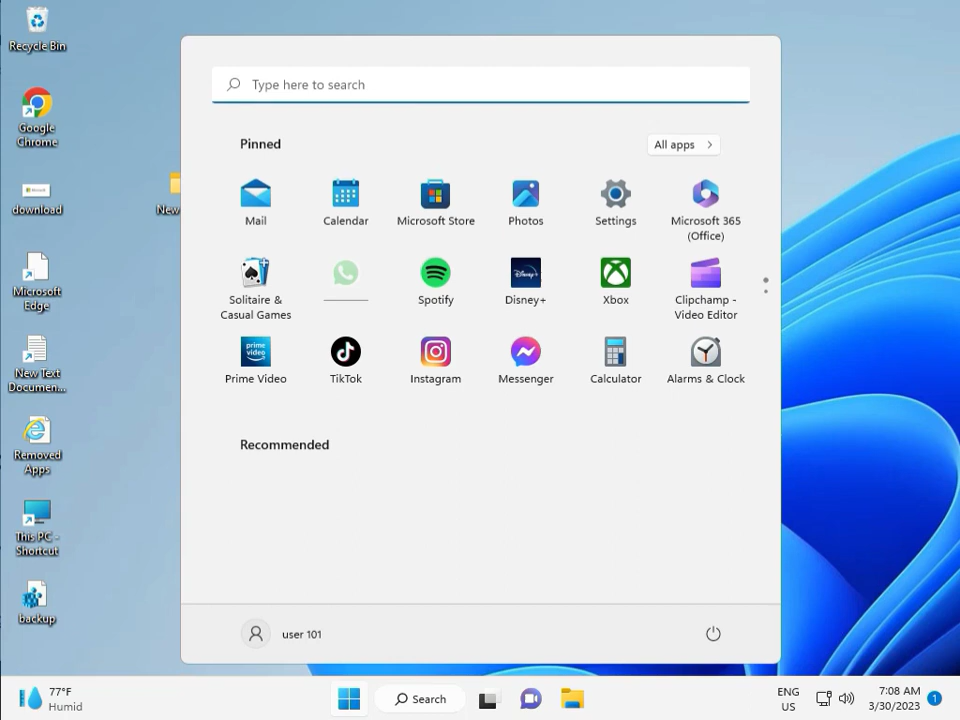 Recycle Bin
Google
Chrome
download
New
Microsoft
Edge
New Text
Documen...
Removed
Apps
This PC -
Shortcut
backup
Type here to search
Pinned
All apps
Mail
Calendar
Microsoft Store
Photos
Settings
Microsoft 365
(Office)
Solitaire &
Casual Games
Spotify
Disney+
Disney+
Xbox
Clipchamp -
Video Editor
prime
video
Prime Video
TikTok
Instagram
Messenger
Calculator
Alarms & Clock
Recommended
user 101
77°F
Humid
Search
ENG
US
7:08 AM
3/30/2023
1